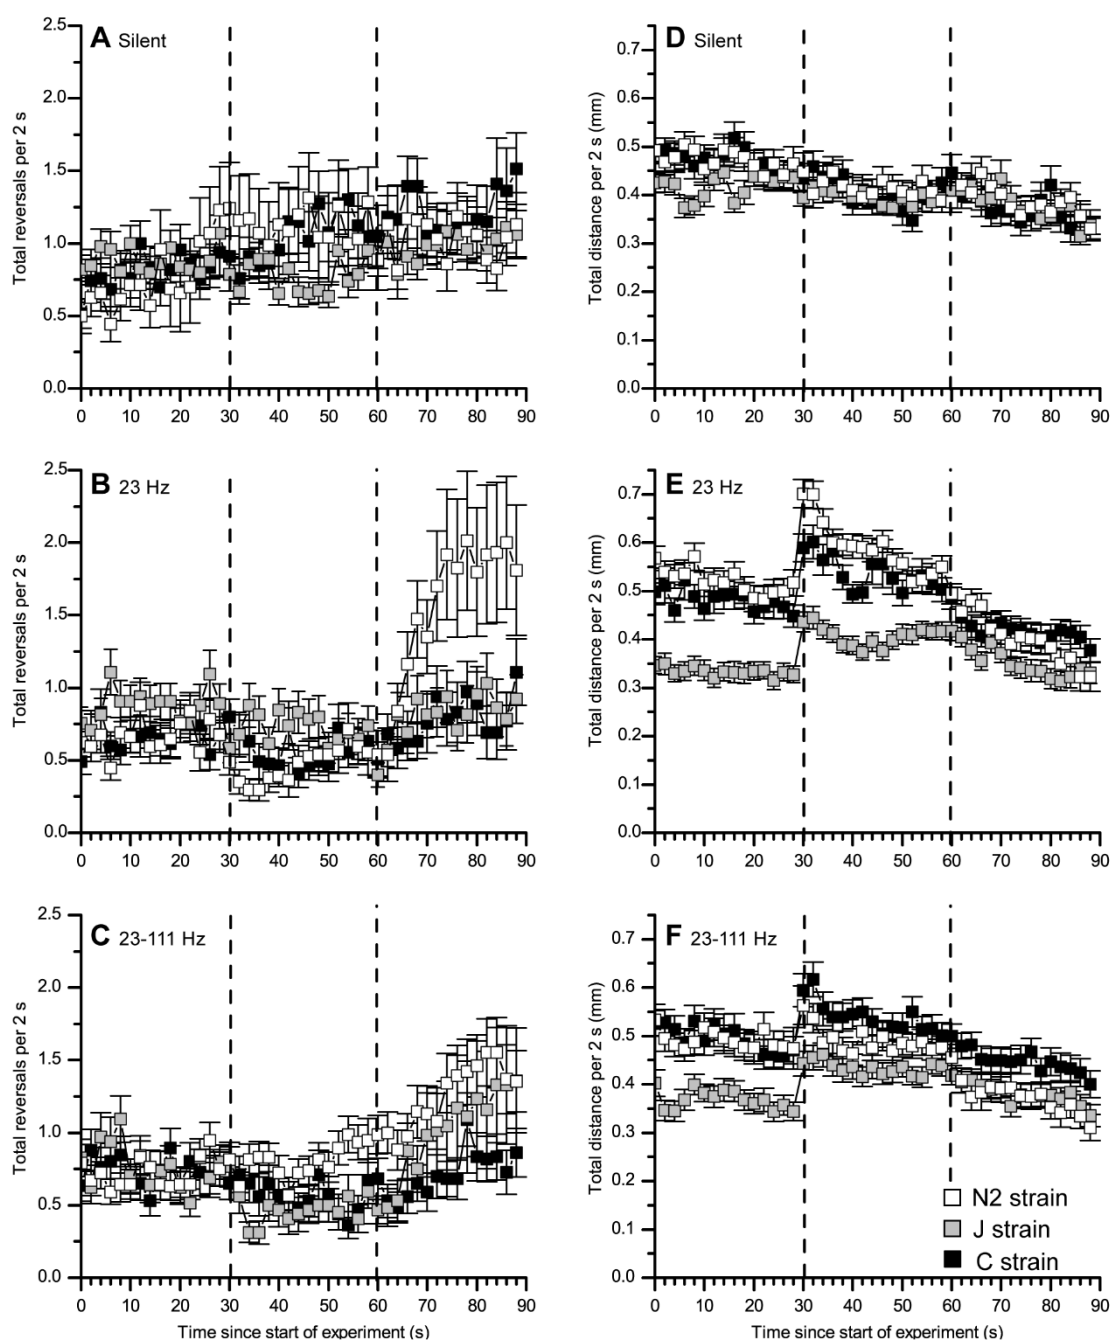 A Silent
Total reversals per 2 s
2.5
2.0
1.5
1.0
0.5
0.0
0 10 20 30 40 50 60 70 80 90
D Silent
Total distance per 2 s (mm)
0.7
0.6
0.5
0.4
0.3
0.2
0.1
0.0
0 10 20 30 40 50 60 70 80 90
B 23 Hz
Total reversals per 2 s
2.5
2.0
1.5
1.0
0.5
0.0
0 10 20 30 40 50 60 70 80 90
E 23 Hz
Total distance per 2 s (mm)
0.7
0.6
0.5
0.4
0.3
0.2
0.1
0.0
0 10 20 30 40 50 60 70 80 90
C 23-111 Hz
Total reversals per 2 s
2.5
2.0
1.5
1.0
0.5
0.0
0 10 20 30 40 50 60 70 80 90
Time since start of experiment (s)
F 23-111 Hz
Total distance per 2 s (mm)
0.7
0.6
0.5
0.4
0.3
0.2
0.1
0.0
N2 strain
J strain
C strain
0 10 20 30 40 50 60 70 80 90
Time since start of experiment (s)